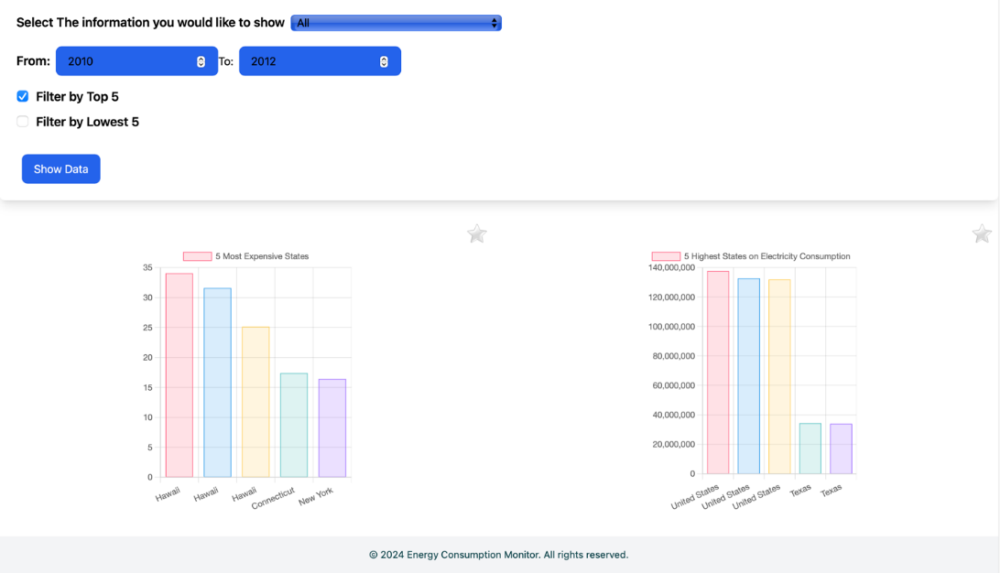 Select The information you would like to show All
From: 2010 To: 2012
Filter by Top 5
Filter by Lowest 5
Show Data
5 Most Expensive States
35
30
25
20
15
10
5
0
Hawaii Hawaii Hawaii Connecticut New York
5 Highest States on Electricity Consumption
140,000,000
120,000,000
100,000,000
80,000,000
60,000,000
40,000,000
20,000,000
0
United States United States United States Texas Texas
© 2024 Energy Consumption Monitor. All rights reserved.